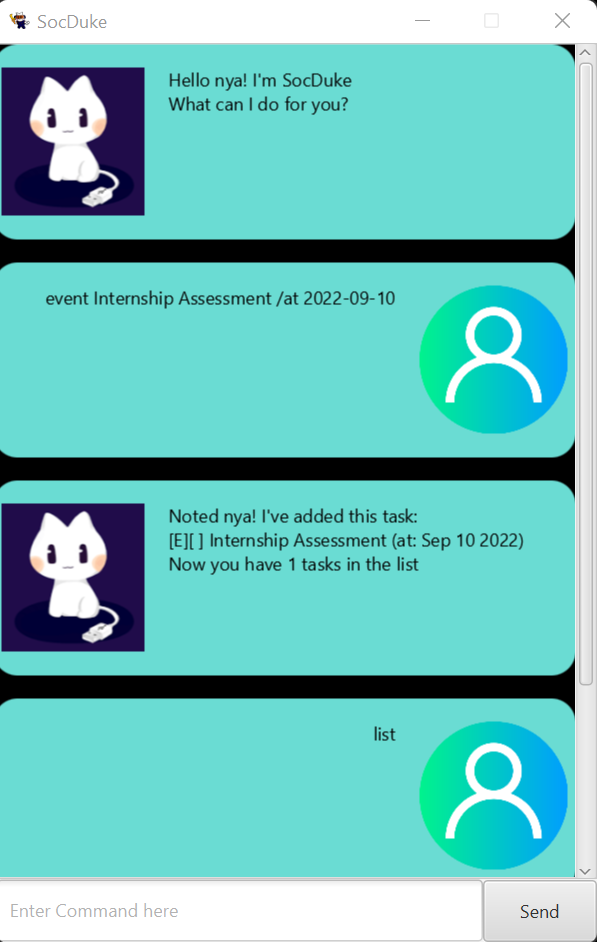 SocDuke
Hello nya! I'm SocDuke
What can I do for you?
event Internship Assessment /at 2022-09-10
Noted nya! I've added this task:
[E][ ] Internship Assessment (at: Sep 10 2022)
Now you have 1 tasks in the list
list
Enter Command here
Send